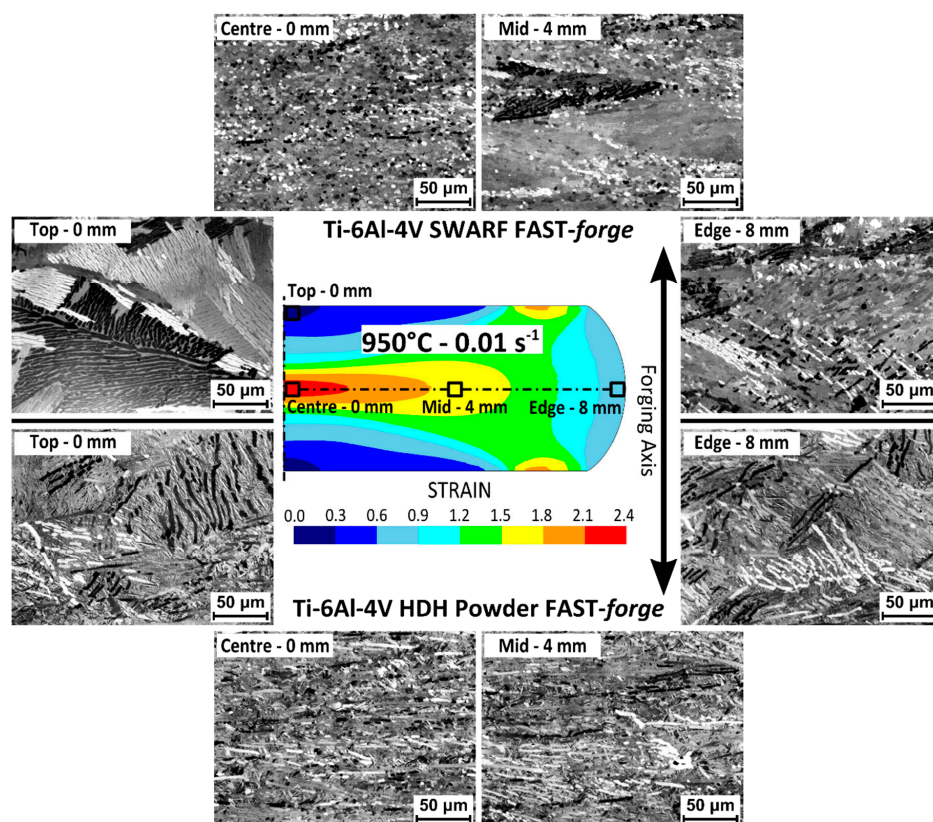 Centre - 0 mm
Mid - 4 mm
50 µm
50 µm
Top - 0 mm
Ti-6Al-4V SWARF FAST-forge
Edge - 8 mm
Top - 0 mm
950°C - 0.01 s⁻¹
50 µm
50 µm
Centre - 0 mm
Mid - 4 mm
Edge - 8 mm
Forging Axis
Top - 0 mm
Edge - 8 mm
STRAIN
0.0 0.3 0.6 0.9 1.2 1.5 1.8 2.1 2.4
50 µm
50 µm
Ti-6Al-4V HDH Powder FAST-forge
Centre - 0 mm
Mid - 4 mm
50 µm
50 µm